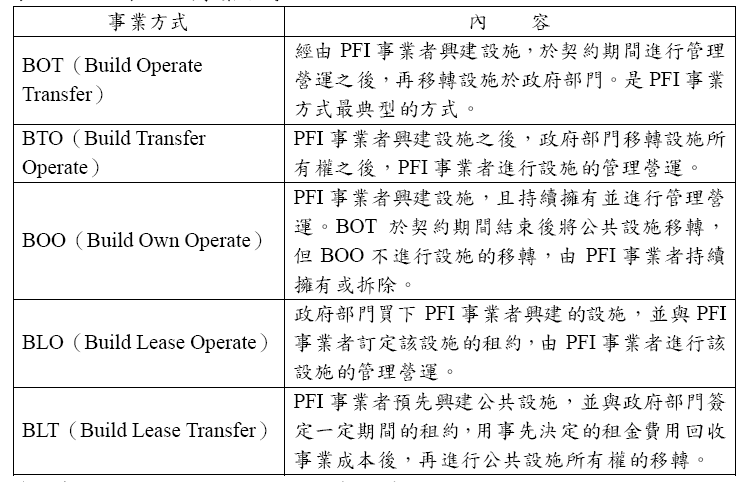 事業方式 內 容
BOT（Build Operate
Transfer）
經由 PFI 事業者興建設施，於契約期間進行管理
營運之後，再移轉設施於政府部門。是 PFI 事業
方式最典型的方式。
BTO（Build Transfer
Operate）
PFI 事業者興建設施之後，政府部門移轉設施所
有權之後，PFI 事業者進行設施的管理營運。
BOO（Build Own Operate）
PFI 事業者興建設施，且持續擁有並進行管理營
運。BOT 於契約期間結束後將公共設施移轉，
但 BOO 不進行設施的移轉，由 PFI 事業者持續
擁有或拆除。
BLO（Build Lease Operate）
政府部門買下 PFI 事業者興建的設施，並與 PFI
事業者訂定該設施的租約，由 PFI 事業者進行該
設施的管理營運。
BLT（Build Lease Transfer）
PFI 事業者預先興建公共設施，並與政府部門簽
定一定期間的租約，用事先決定的租金費用回收
事業成本後，再進行公共設施所有權的移轉。